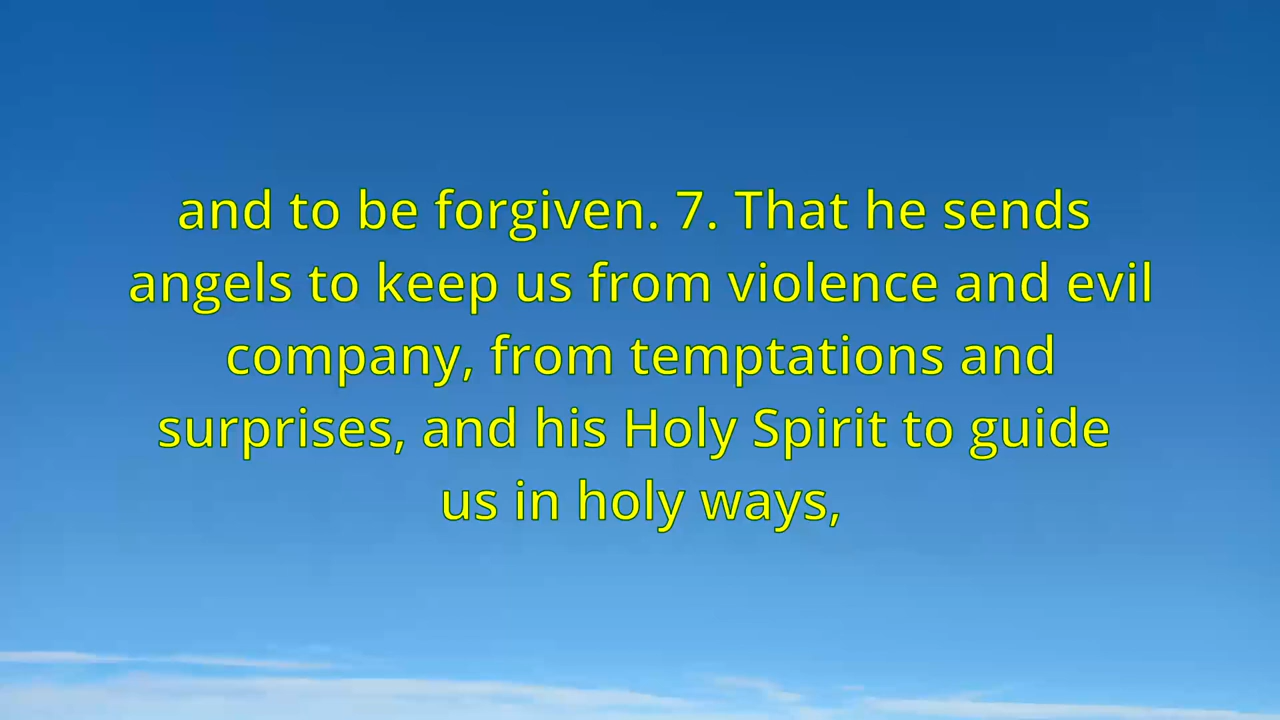 and to be forgiven. 7. That he sends
angels to keep us from violence and evil
company, from temptations and
surprises, and his Holy Spirit to guide
us in holy ways,